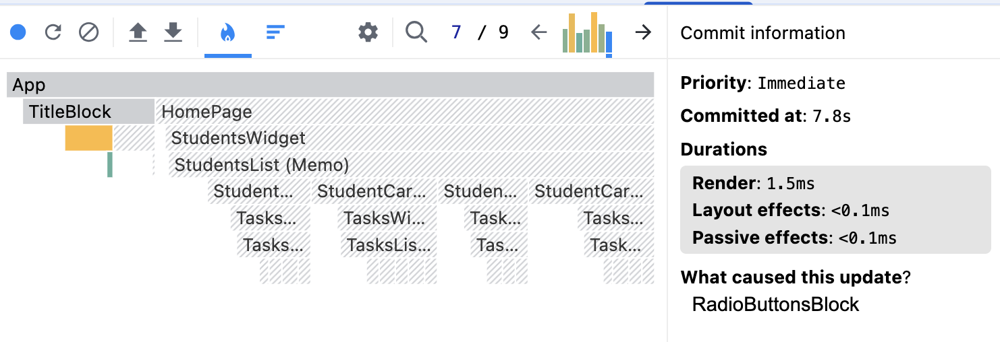 7 / 9
Commit information
App
Priority: Immediate
TitleBlock HomePage
Committed at: 7.8s
StudentsWidget
Durations
StudentsList (Memo)
Render: 1.5ms
Student... StudentCar... Studen... StudentCar...
Layout effects: <0.1ms
Tasks... TasksWi... Task... Tasks...
Passive effects: <0.1ms
Tasks... TasksLis... Tas... Task...
What caused this update?
RadioButtonsBlock